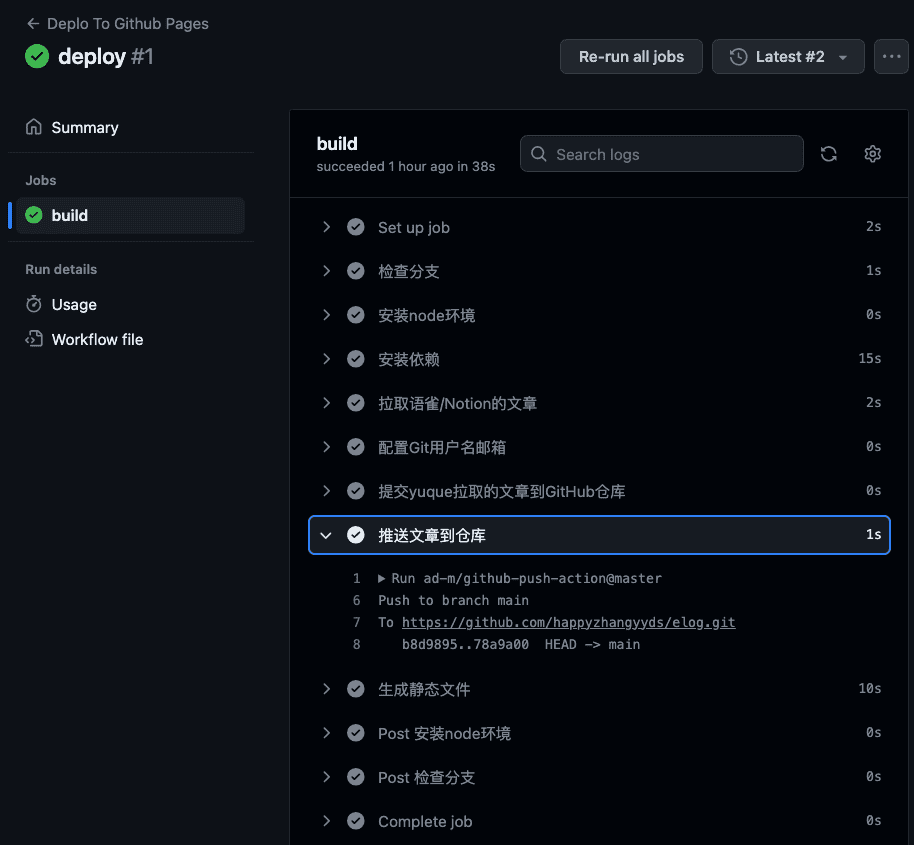 Deplo To Github Pages
deploy #1
Re-run all jobs
Latest #2
Summary
Jobs
build
Run details
Usage
Workflow file
build
succeeded 1 hour ago in 38s
Search logs
Set up job 2s
检查分支 1s
安装node环境 0s
安装依赖 15s
拉取语雀/Notion的文章 2s
配置Git用户名邮箱 0s
提交yuque拉取的文章到GitHub仓库 0s
推送文章到仓库 1s
1 ▶ Run ad-m/github-push-action@master
6 Push to branch main
7 To https://github.com/happyzhangyyds/elog.git
8 b8d9895..78a9a00 HEAD -> main
生成静态文件 10s
Post 安装node环境 0s
Post 检查分支 0s
Complete job 0s